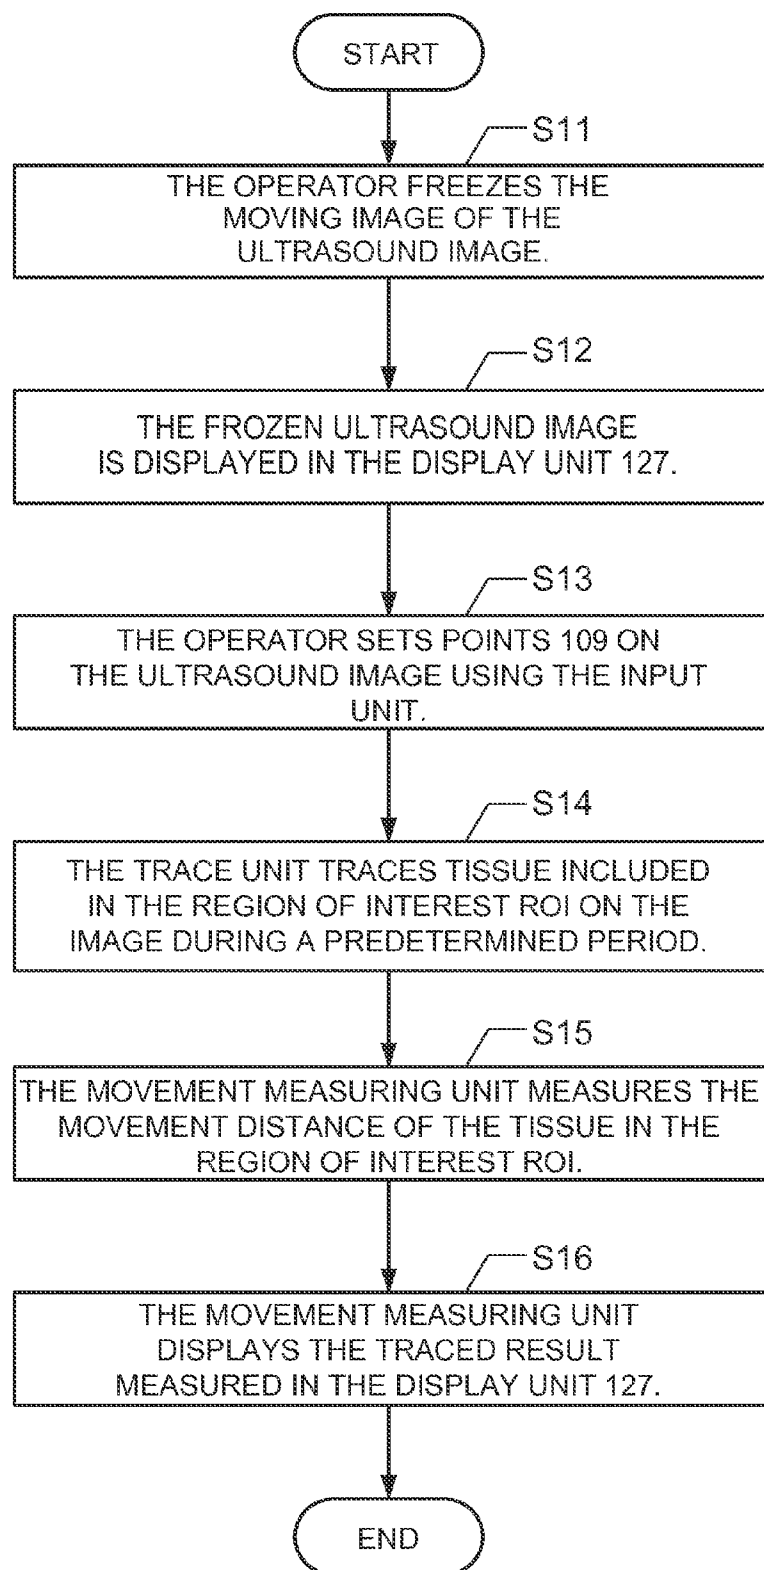 START
S11
THE OPERATOR FREEZES THE
MOVING IMAGE OF THE
ULTRASOUND IMAGE.
S12
THE FROZEN ULTRASOUND IMAGE
IS DISPLAYED IN THE DISPLAY UNIT 127.
S13
THE OPERATOR SETS POINTS 109 ON
THE ULTRASOUND IMAGE USING THE INPUT
UNIT.
S14
THE TRACE UNIT TRACES TISSUE INCLUDED
IN THE REGION OF INTEREST ROI ON THE
IMAGE DURING A PREDETERMINED PERIOD.
S15
THE MOVEMENT MEASURING UNIT MEASURES THE
MOVEMENT DISTANCE OF THE TISSUE IN THE
REGION OF INTEREST ROI.
S16
THE MOVEMENT MEASURING UNIT
DISPLAYS THE TRACED RESULT
MEASURED IN THE DISPLAY UNIT 127.
END